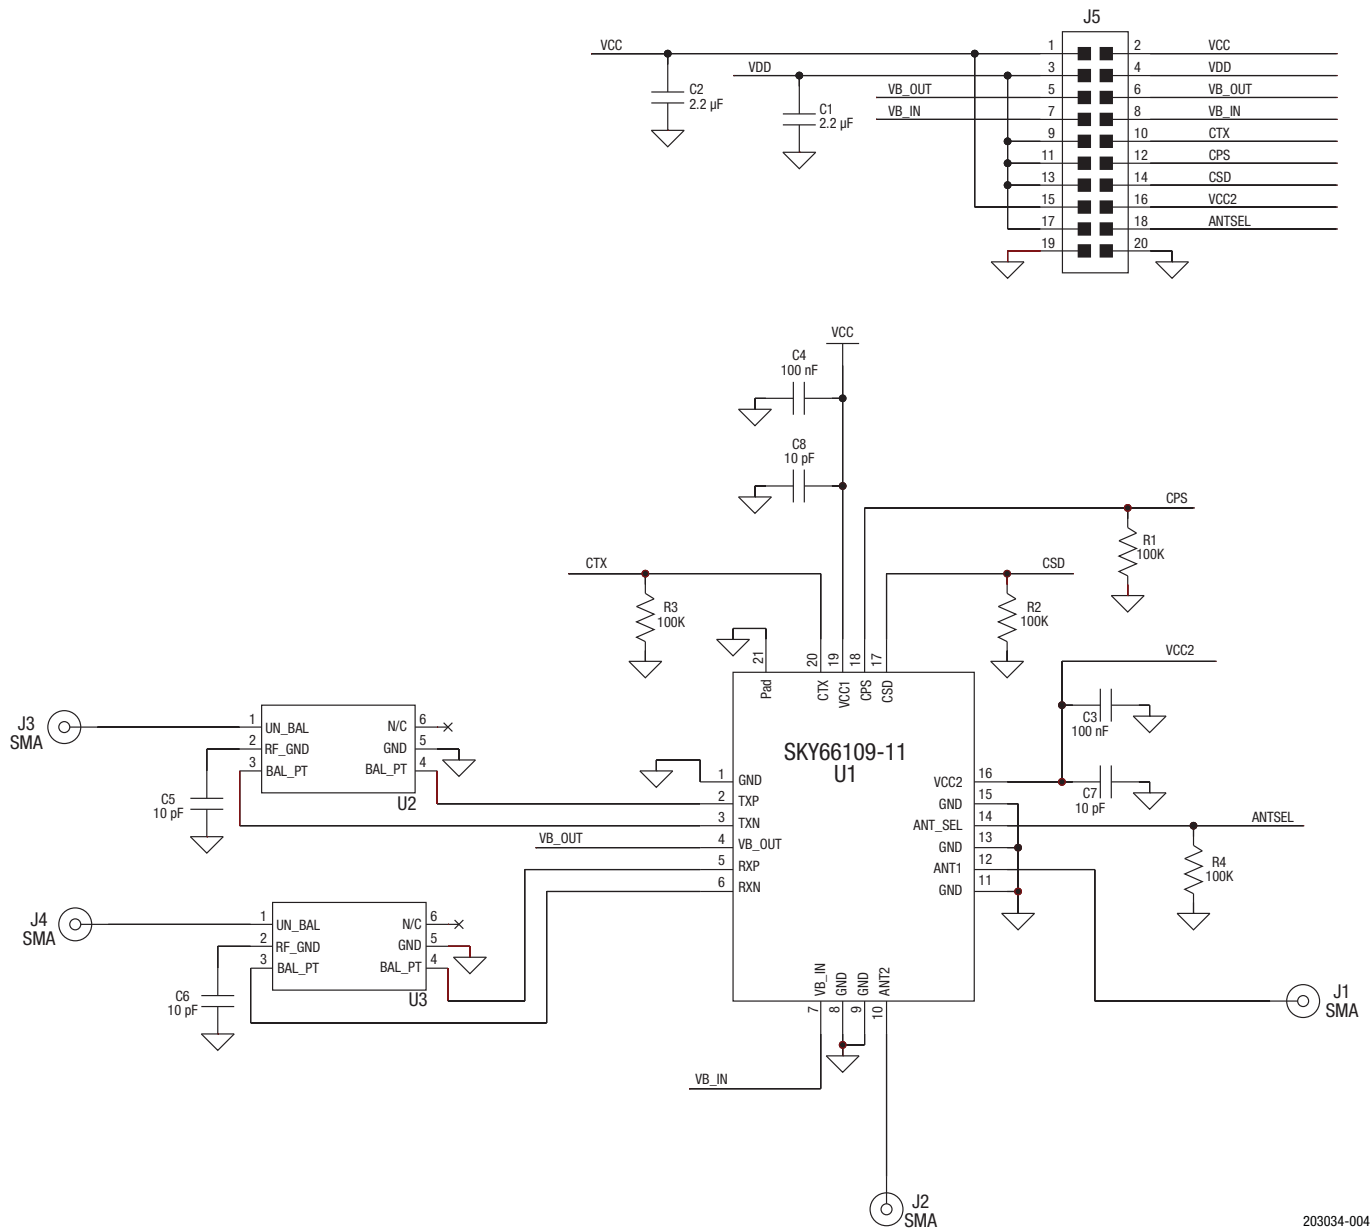 J5
VCC 1 2 VCC
VDD 3 4 VDD
VB_OUT 5 6 VB_OUT
VB_IN 7 8 VB_IN
9 10 CTX
11 12 CPS
13 14 CSD
15 16 VCC2
17 18 ANTSEL
19 20
C2
2.2 µF
C1
2.2 µF
VCC
C4
100 nF
C8
10 pF
CPS
R1
100K
CTX
R3
100K
CSD
R2
100K
21 20 19 18 17
Pad CTX VCC1 CPS CSD
VCC2
C3
100 nF
C7
10 pF
SKY66109-11
U1
1 GND
2 TXP
3 TXN
VB_OUT 4 VB_OUT
5 RXP
6 RXN
VCC2 16
GND 15
ANT_SEL 14 ANTSEL
GND 13
ANT1 12
GND 11
R4
100K
J3
SMA
1 UN_BAL N/C 6
2 RF_GND GND 5
3 BAL_PT BAL_PT 4
U2
C5
10 pF
J4
SMA
1 UN_BAL N/C 6
2 RF_GND GND 5
3 BAL_PT BAL_PT 4
U3
C6
10 pF
VB_IN GND GND ANT2
7 8 9 10
VB_IN
J1
SMA
J2
SMA
203034-004